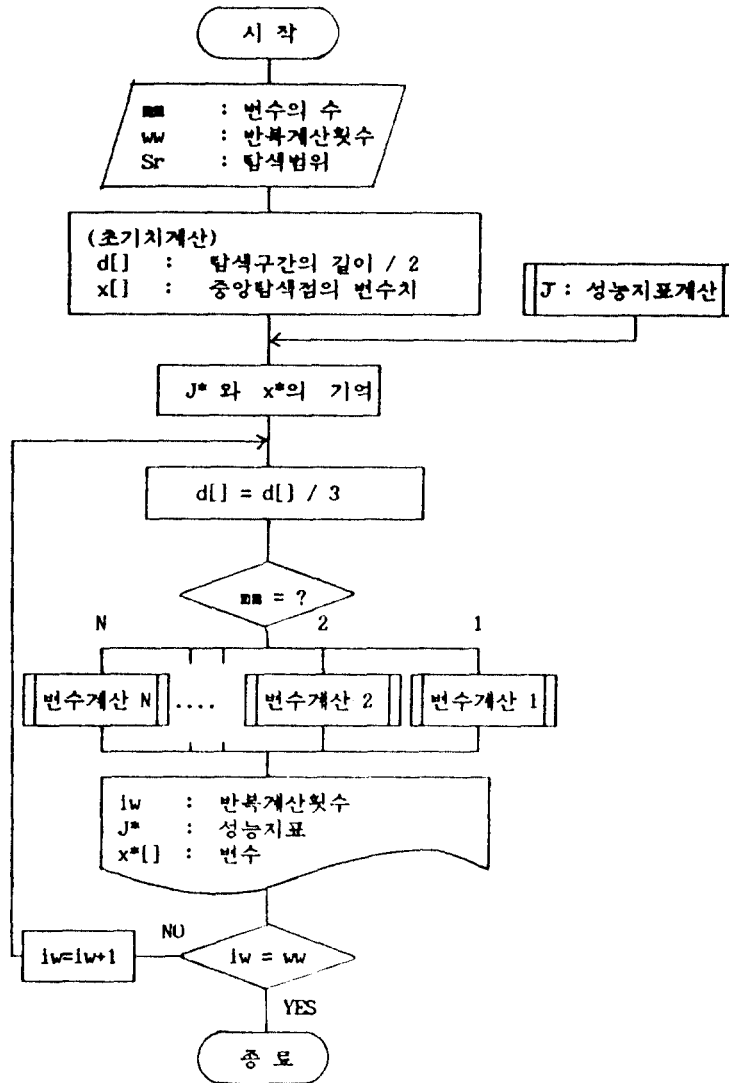 시 작
mm : 변수의 수
ww : 반복계산횟수
Sr : 탐색범위
(초기치계산)
d[] : 탐색구간의 길이 / 2
x[] : 중앙탐색점의 변수치
J : 성능지표계산
J* 와 x*의 기억
d[] = d[] / 3
mm = ?
N 2 1
변수계산 N .... 변수계산 2 변수계산 1
iw : 반복계산횟수
J* : 성능지표
x*[] : 변수
NO
iw=iw+1 iw = ww
YES
종 료